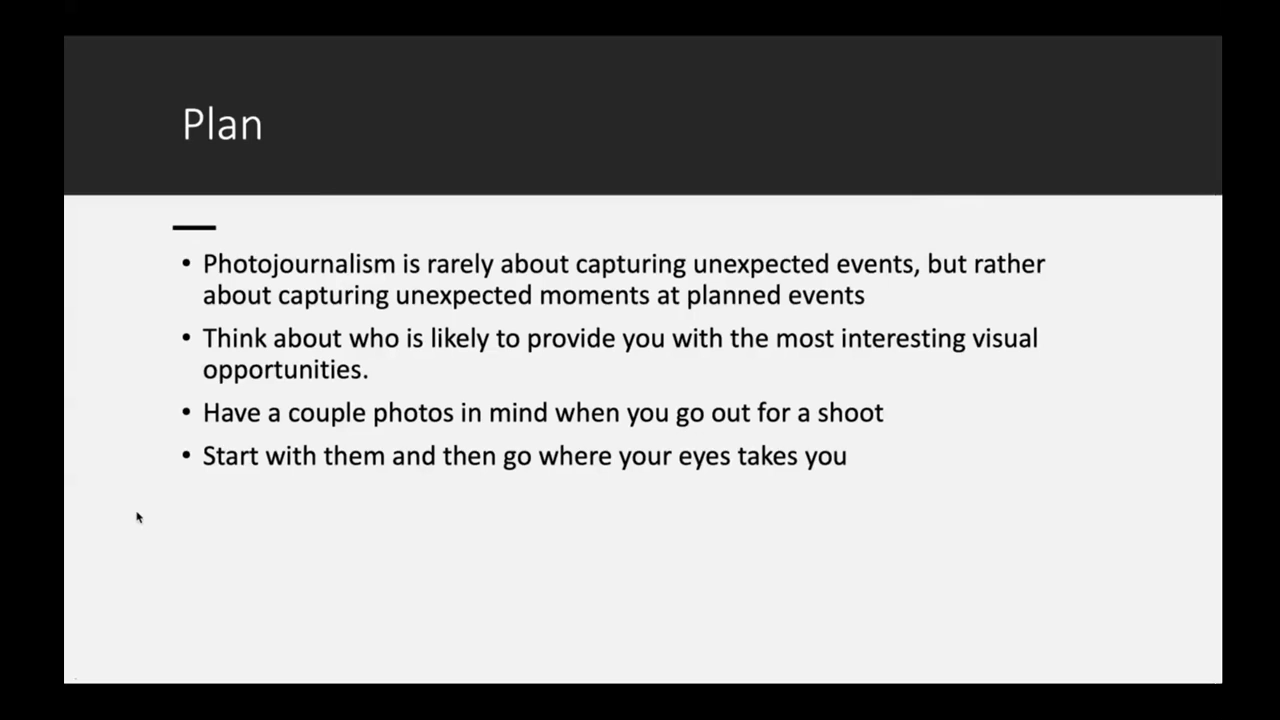 Plan
• Photojournalism is rarely about capturing unexpected events, but rather
about capturing unexpected moments at planned events
• Think about who is likely to provide you with the most interesting visual
opportunities.
• Have a couple photos in mind when you go out for a shoot
• Start with them and then go where your eyes takes you